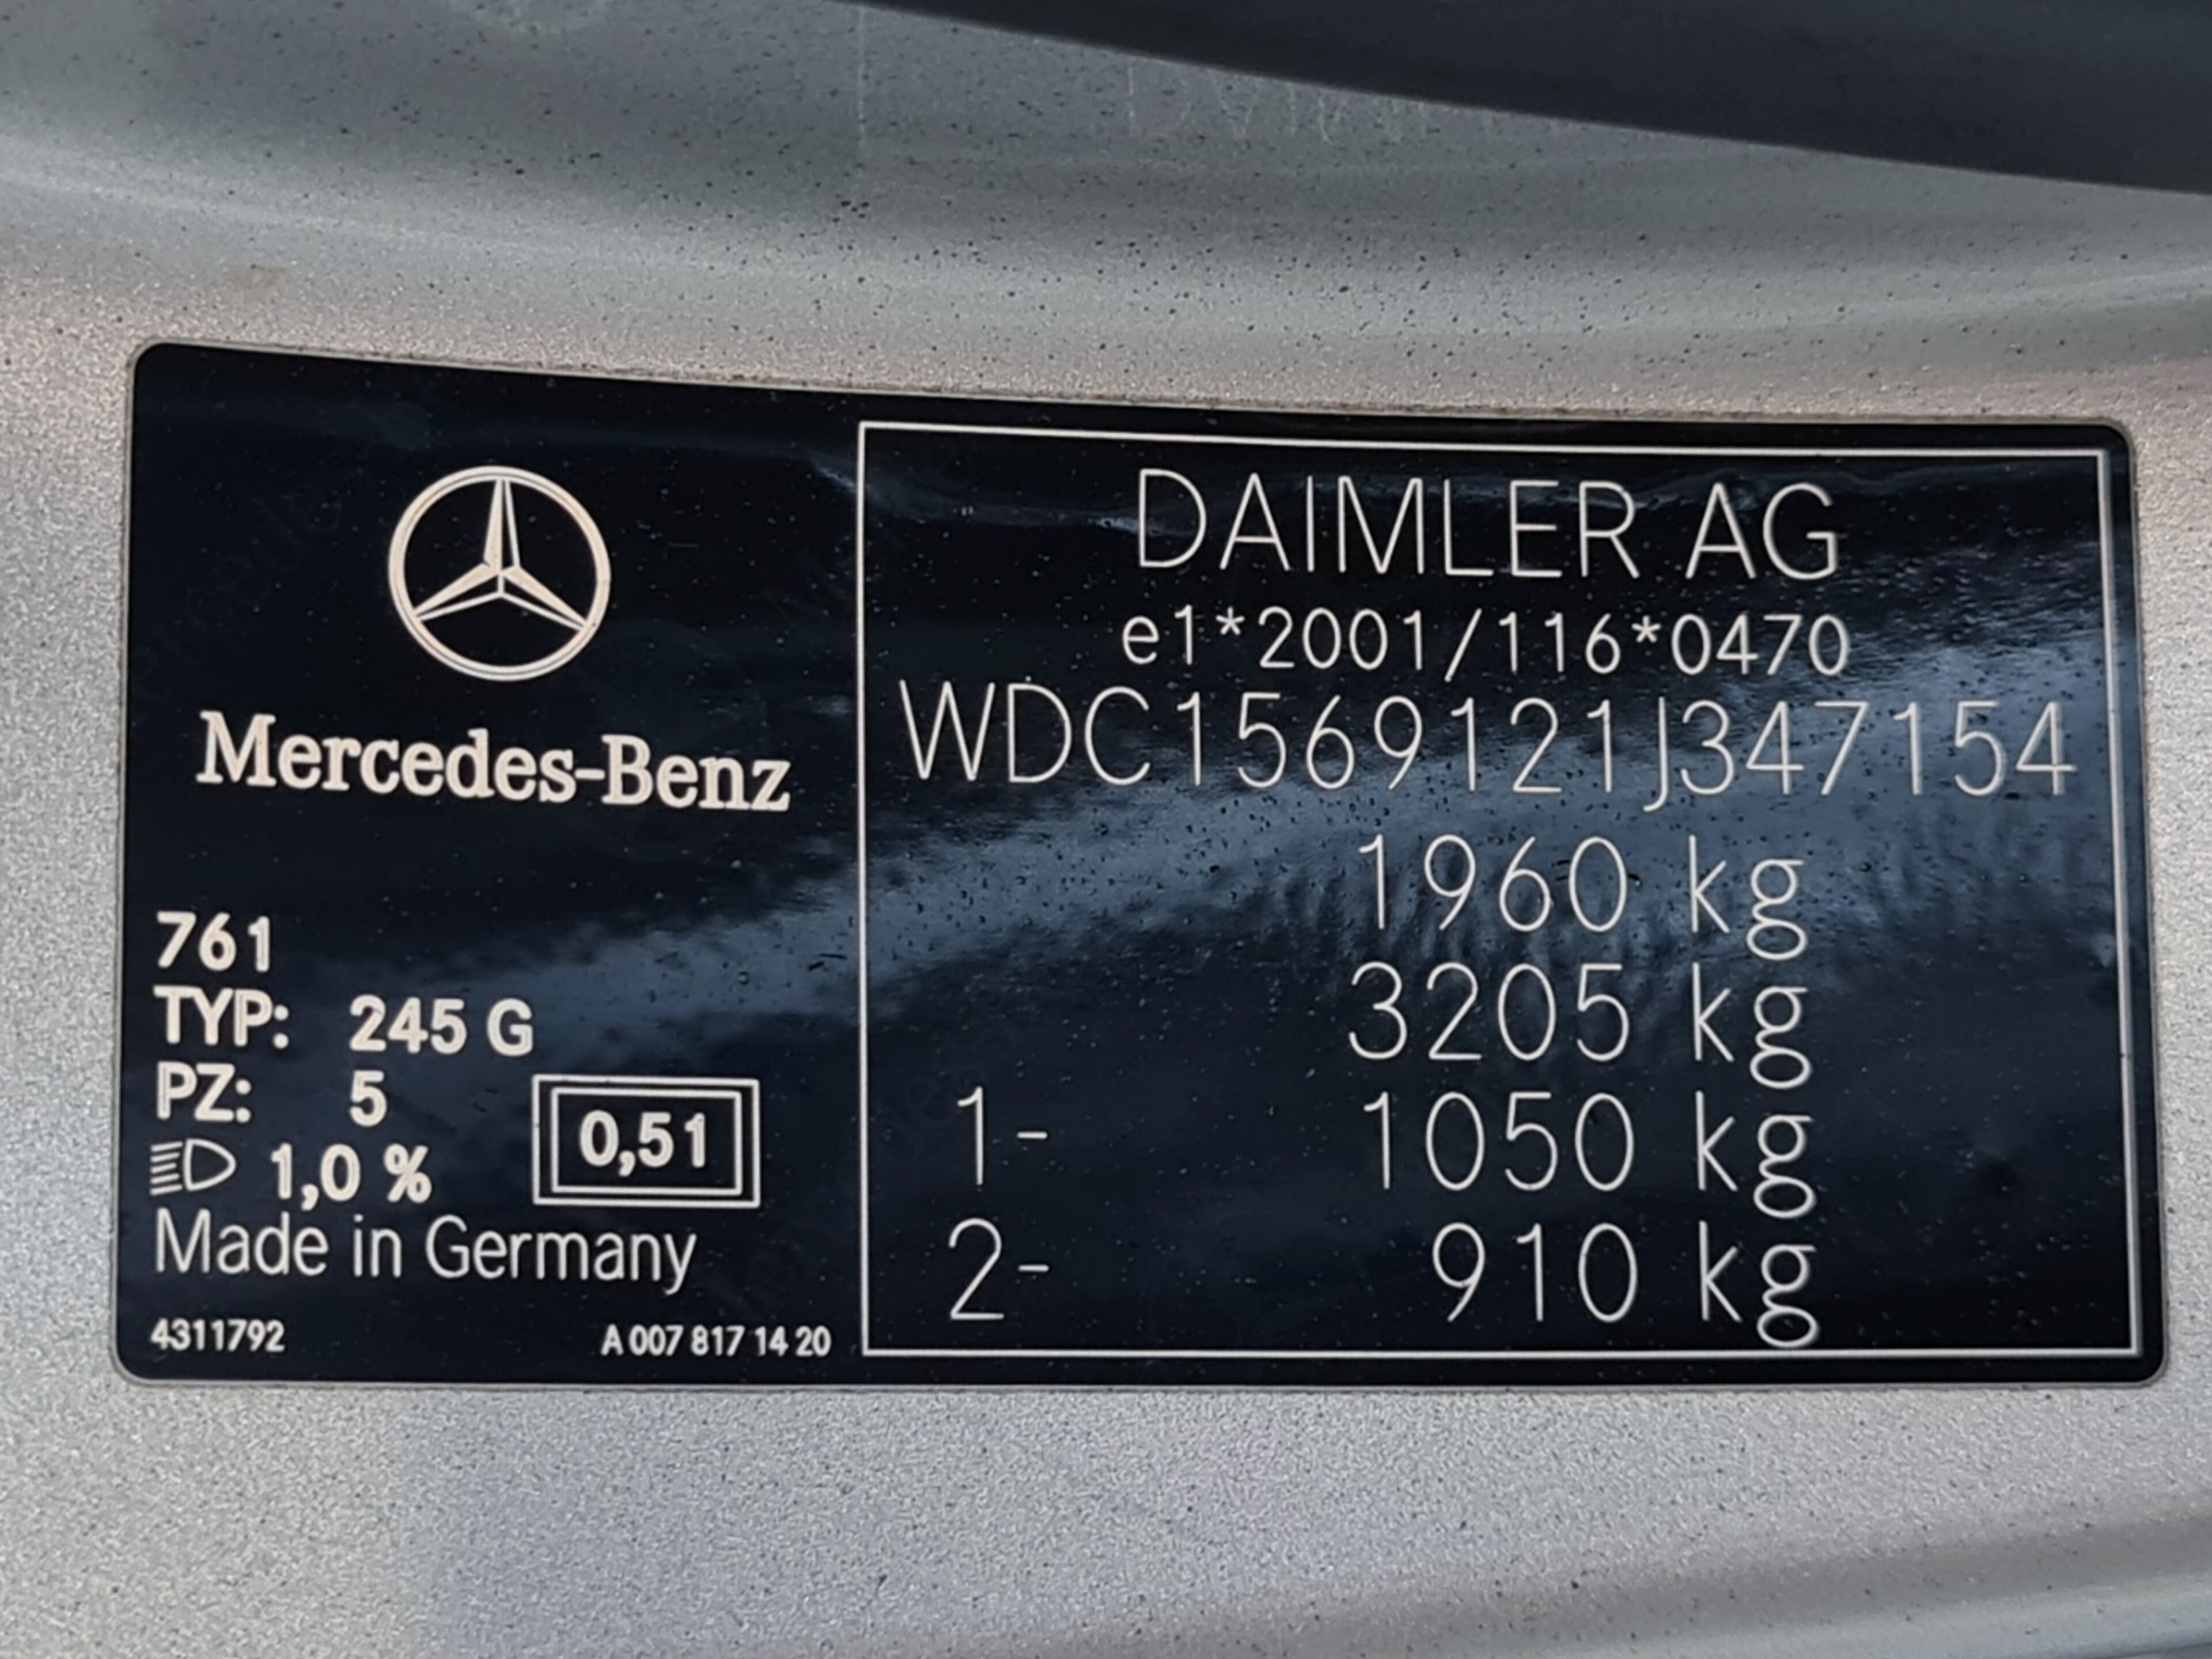 Mercedes-Benz
761
TYP: 245 G
PZ: 5
1,0 %
0,51
Made in Germany
4311792
A 007 817 14 20
DAIMLER AG
e1*2001/116*0470
WDC1569121J347154
1960 kg
3205 kg
1- 1050 kg
2- 910 kg